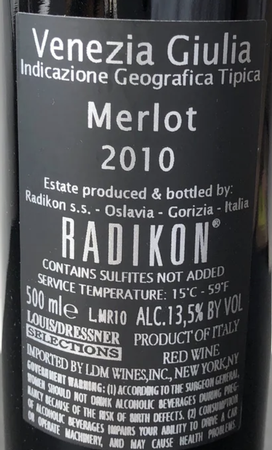 Venezia Giulia
Indicazione Geografica Tipica
Merlot
2010
Estate produced & bottled by:
Radikon s.s. - Oslavia - Gorizia - Italia
RADIKON®
CONTAINS SULFITES NOT ADDED
SERVICE TEMPERATURE: 15°C - 59°F
500 ml e L.MR10 ALC.13,5% BY VOL
LOUIS/DRESSNER PRODUCT OF ITALY
SELECTIONS RED WINE
IMPORTED BY LDM WINES,INC., NEW YORK,NY
GOVERNMENT WARNING: (1) ACCORDING TO THE SURGEON GENERAL,
WOMEN SHOULD NOT DRINK ALCOHOLIC BEVERAGES DURING PREG-
NANCY BECAUSE OF THE RISK OF BIRTH DEFECTS. (2) CONSUMPTION
OF ALCOHOLIC BEVERAGES IMPAIRS YOUR ABILITY TO DRIVE A CAR
OR OPERATE MACHINERY, AND MAY CAUSE HEALTH PROBLEMS